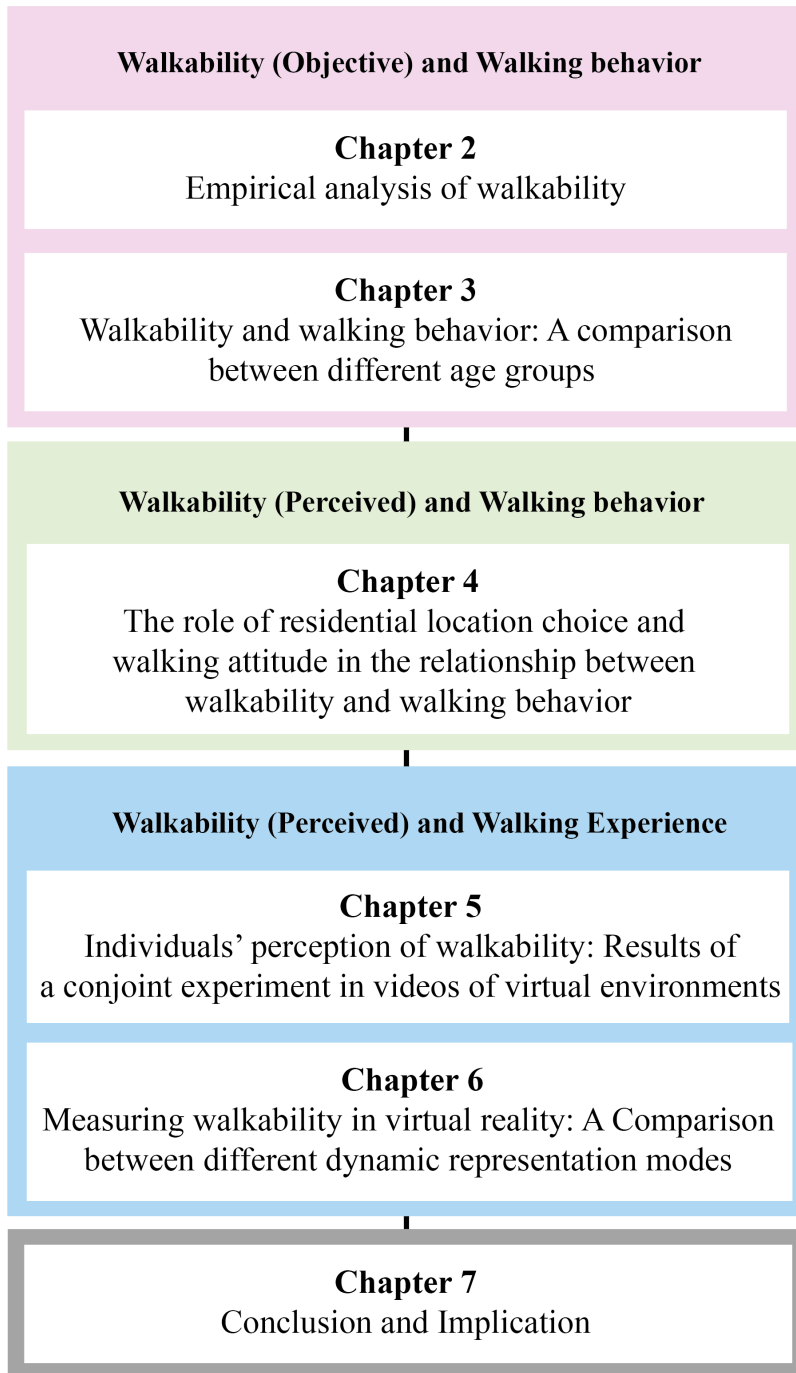 Walkability (Objective) and Walking behavior
Chapter 2
Empirical analysis of walkability
Chapter 3
Walkability and walking behavior: A comparison
between different age groups
Walkability (Perceived) and Walking behavior
Chapter 4
The role of residential location choice and
walking attitude in the relationship between
walkability and walking behavior
Walkability (Perceived) and Walking Experience
Chapter 5
Individuals’ perception of walkability: Results of
a conjoint experiment in videos of virtual environments
Chapter 6
Measuring walkability in virtual reality: A Comparison
between different dynamic representation modes
Chapter 7
Conclusion and Implication